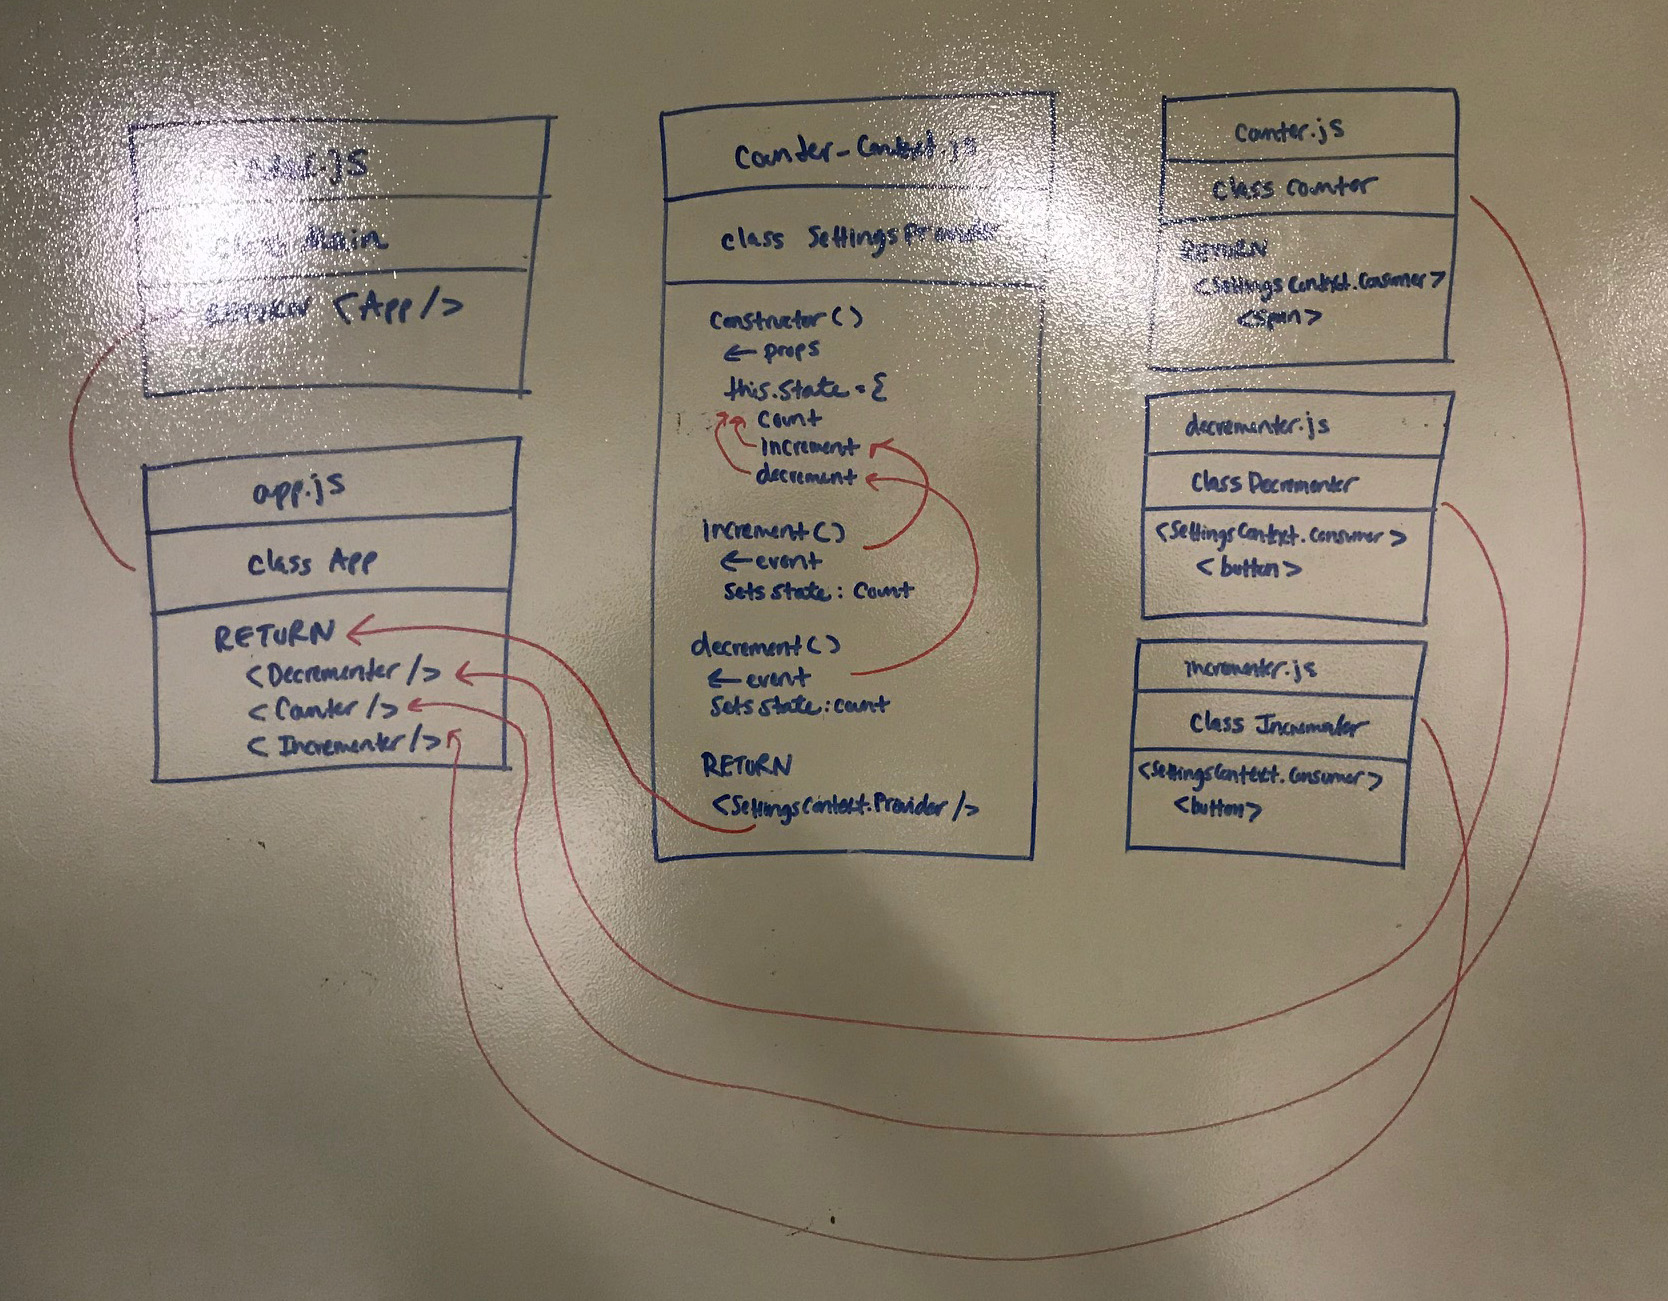 .js
class Main
RETURN <App/>
app.js
class App
RETURN
<Decrementer />
<Counter />
<Incrementer />
Counter-Context.js
class SettingsProvider
Constructor()
← props
this.state = {
Count
increment
decrement
increment()
← event
Sets state: Count
decrement()
← event
Sets state: count
RETURN
<SettingsContext.Provider />
Counter.js
class counter
RETURN
<Settings Context.Consumer>
<span>
decrementer.js
class Decrementer
<SettingsContext.Consumer>
<button>
incrementer.js
Class Incrementer
<SettingsContext.Consumer>
<button>